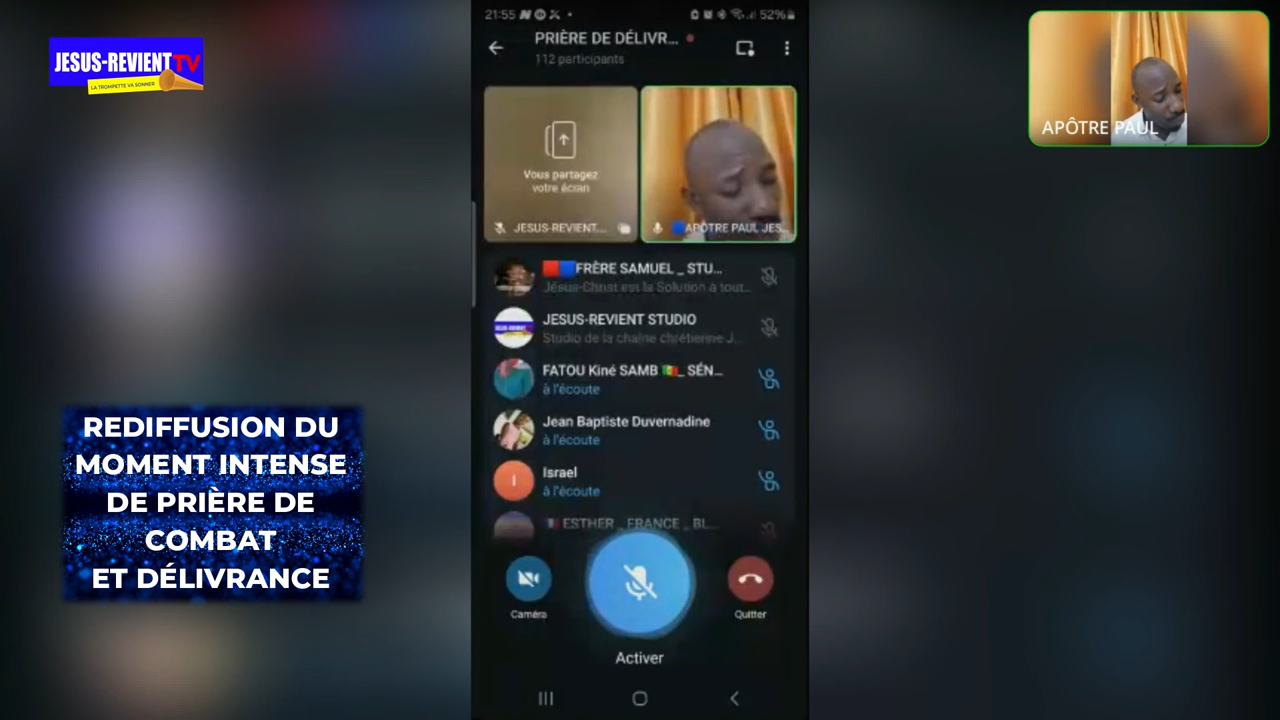 JESUS-REVIENT TV
LA TROMPETTE VA SONNER
REDIFFUSION DU
MOMENT INTENSE
DE PRIÈRE DE
COMBAT
ET DÉLIVRANCE
21:55
52%
PRIÈRE DE DÉLIVR...
112 participants
Vous partagez
votre écran
JESUS-REVIENT...
APÔTRE PAUL JES...
FRÈRE SAMUEL _ STU...
Jésus-Christ est la Solution à tout...
JESUS-REVIENT STUDIO
Studio de la chaîne chrétienne J...
FATOU Kiné SAMB _ SÉN...
à l'écoute
Jean Baptiste Duvernadine
à l'écoute
I
Israel
à l'écoute
ESTHER _ FRANCE _ BL...
Caméra
Quitter
Activer
APÔTRE PAUL